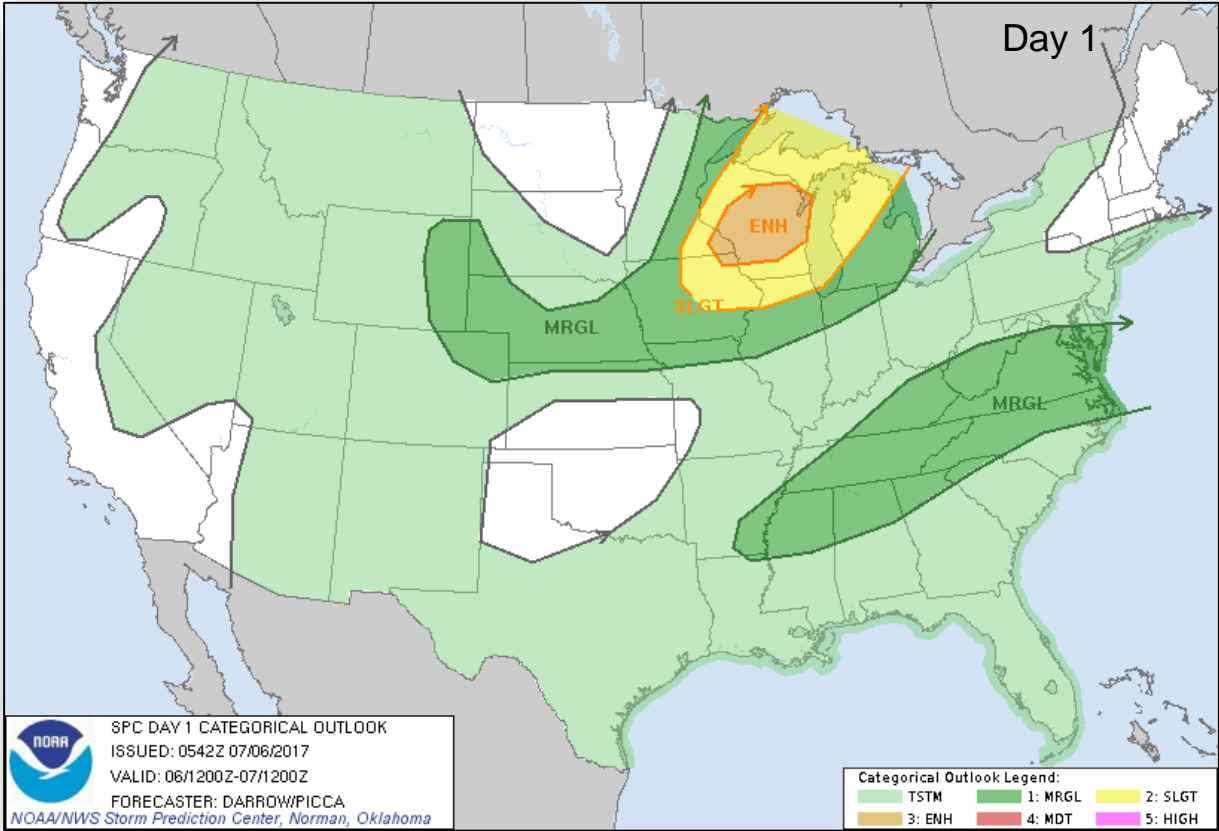 Day 1
ENH
SLGT
MRGL
MRGL
NOAA
SPC DAY 1 CATEGORICAL OUTLOOK
ISSUED: 0542Z 07/06/2017
VALID: 06/1200Z-07/1200Z
FORECASTER: DARROW/PICCA
NOAA/NWS Storm Prediction Center, Norman, Oklahoma
Categorical Outlook Legend:
TSTM 1: MRGL 2: SLGT
3: ENH 4: MDT 5: HIGH